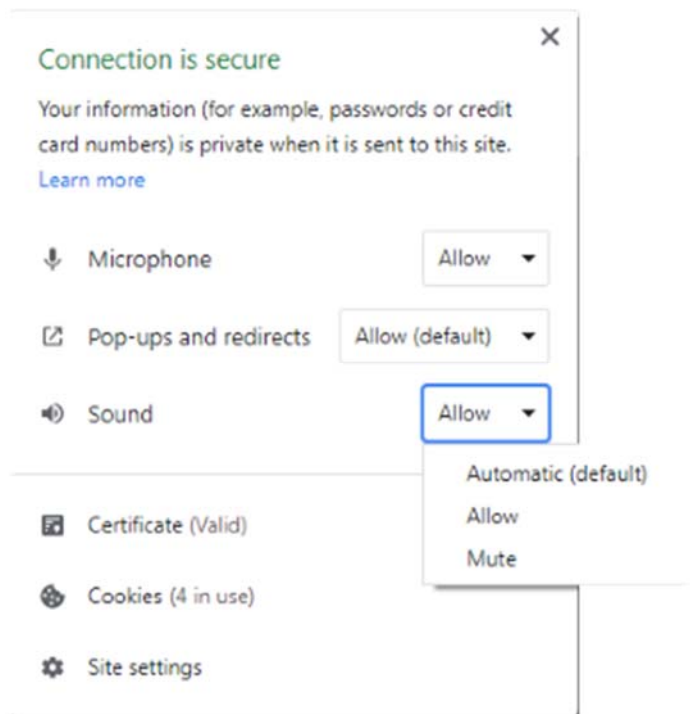 Connection is secure
Your information (for example, passwords or credit
card numbers) is private when it is sent to this site.
Learn more
Microphone Allow
Pop-ups and redirects Allow (default)
Sound Allow
Automatic (default)
Allow
Mute
Certificate (Valid)
Cookies (4 in use)
Site settings